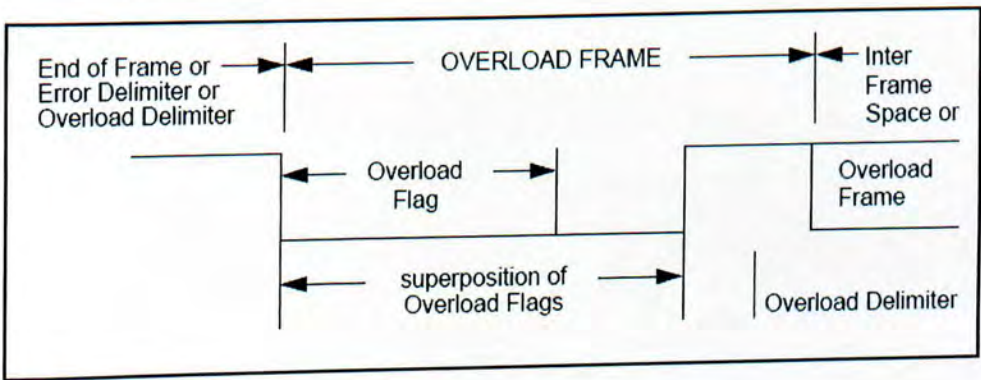 End of Frame or
Error Delimiter or
Overload Delimiter
OVERLOAD FRAME
Inter
Frame
Space or
Overload
Frame
Overload
Flag
superposition of
Overload Flags
Overload Delimiter